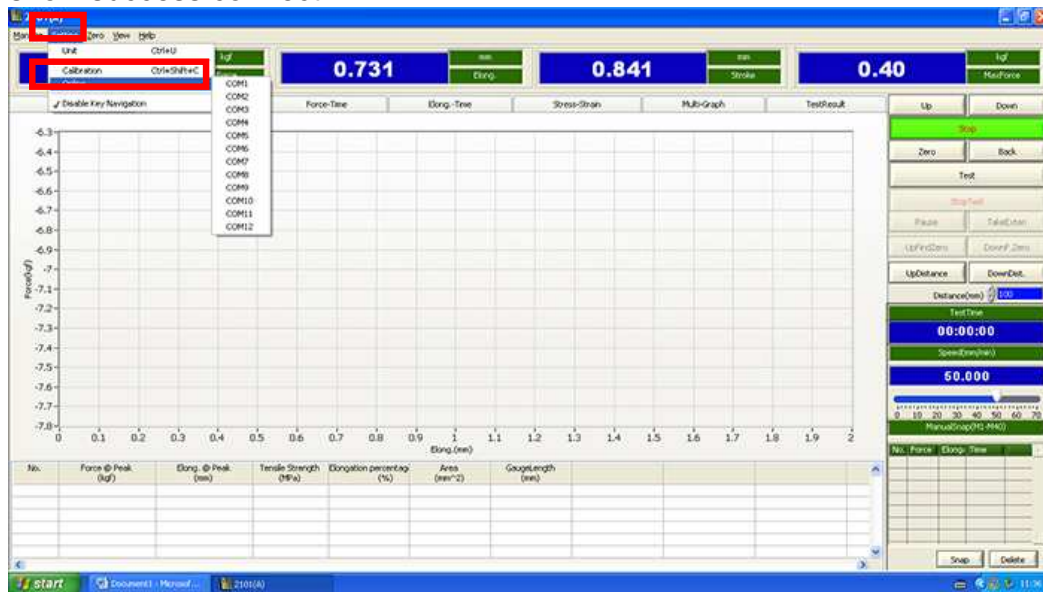 2101(A)
Setting Zero View Help
Unit Ctrl+U
Calibration Ctrl+Shift+C
✓ Disable Key Navigation
COM1
COM2
COM3
COM4
COM5
COM6
COM7
COM8
COM9
COM10
COM11
COM12
kgf
0.731 mm Elong.
0.841 mm Stroke
0.40 kgf MaxForce
Force-Time Elong.-Time Stress-Strain Multi-Graph TestResult
Up Down
Stop
Zero Back
Test
StopTest
Pause TakeExten
UpFindZero DownF.Zero
UpDistance DownDist.
Distance(mm) 100
TestTime
00:00:00
Speed(mm/min)
50.000
0 10 20 30 40 50 60 70
ManualSnap(M1-M40)
No. Force Elong. Time
Snap Delete
Force(kgf)
-6.3
-6.4
-6.5
-6.6
-6.7
-6.8
-6.9
-7
-7.1
-7.2
-7.3
-7.4
-7.5
-7.6
-7.7
-7.8
0 0.1 0.2 0.3 0.4 0.5 0.6 0.7 0.8 0.9 1 1.1 1.2 1.3 1.4 1.5 1.6 1.7 1.8 1.9 2
Elong.(mm)
No. Force @ Peak Elong. @ Peak Tensile Strength Elongation percentag Area GaugeLength
(kgf) (mm) (MPa) (%) (mm^2) (mm)
start Document1 - Microsof... 2101(A) 11:36